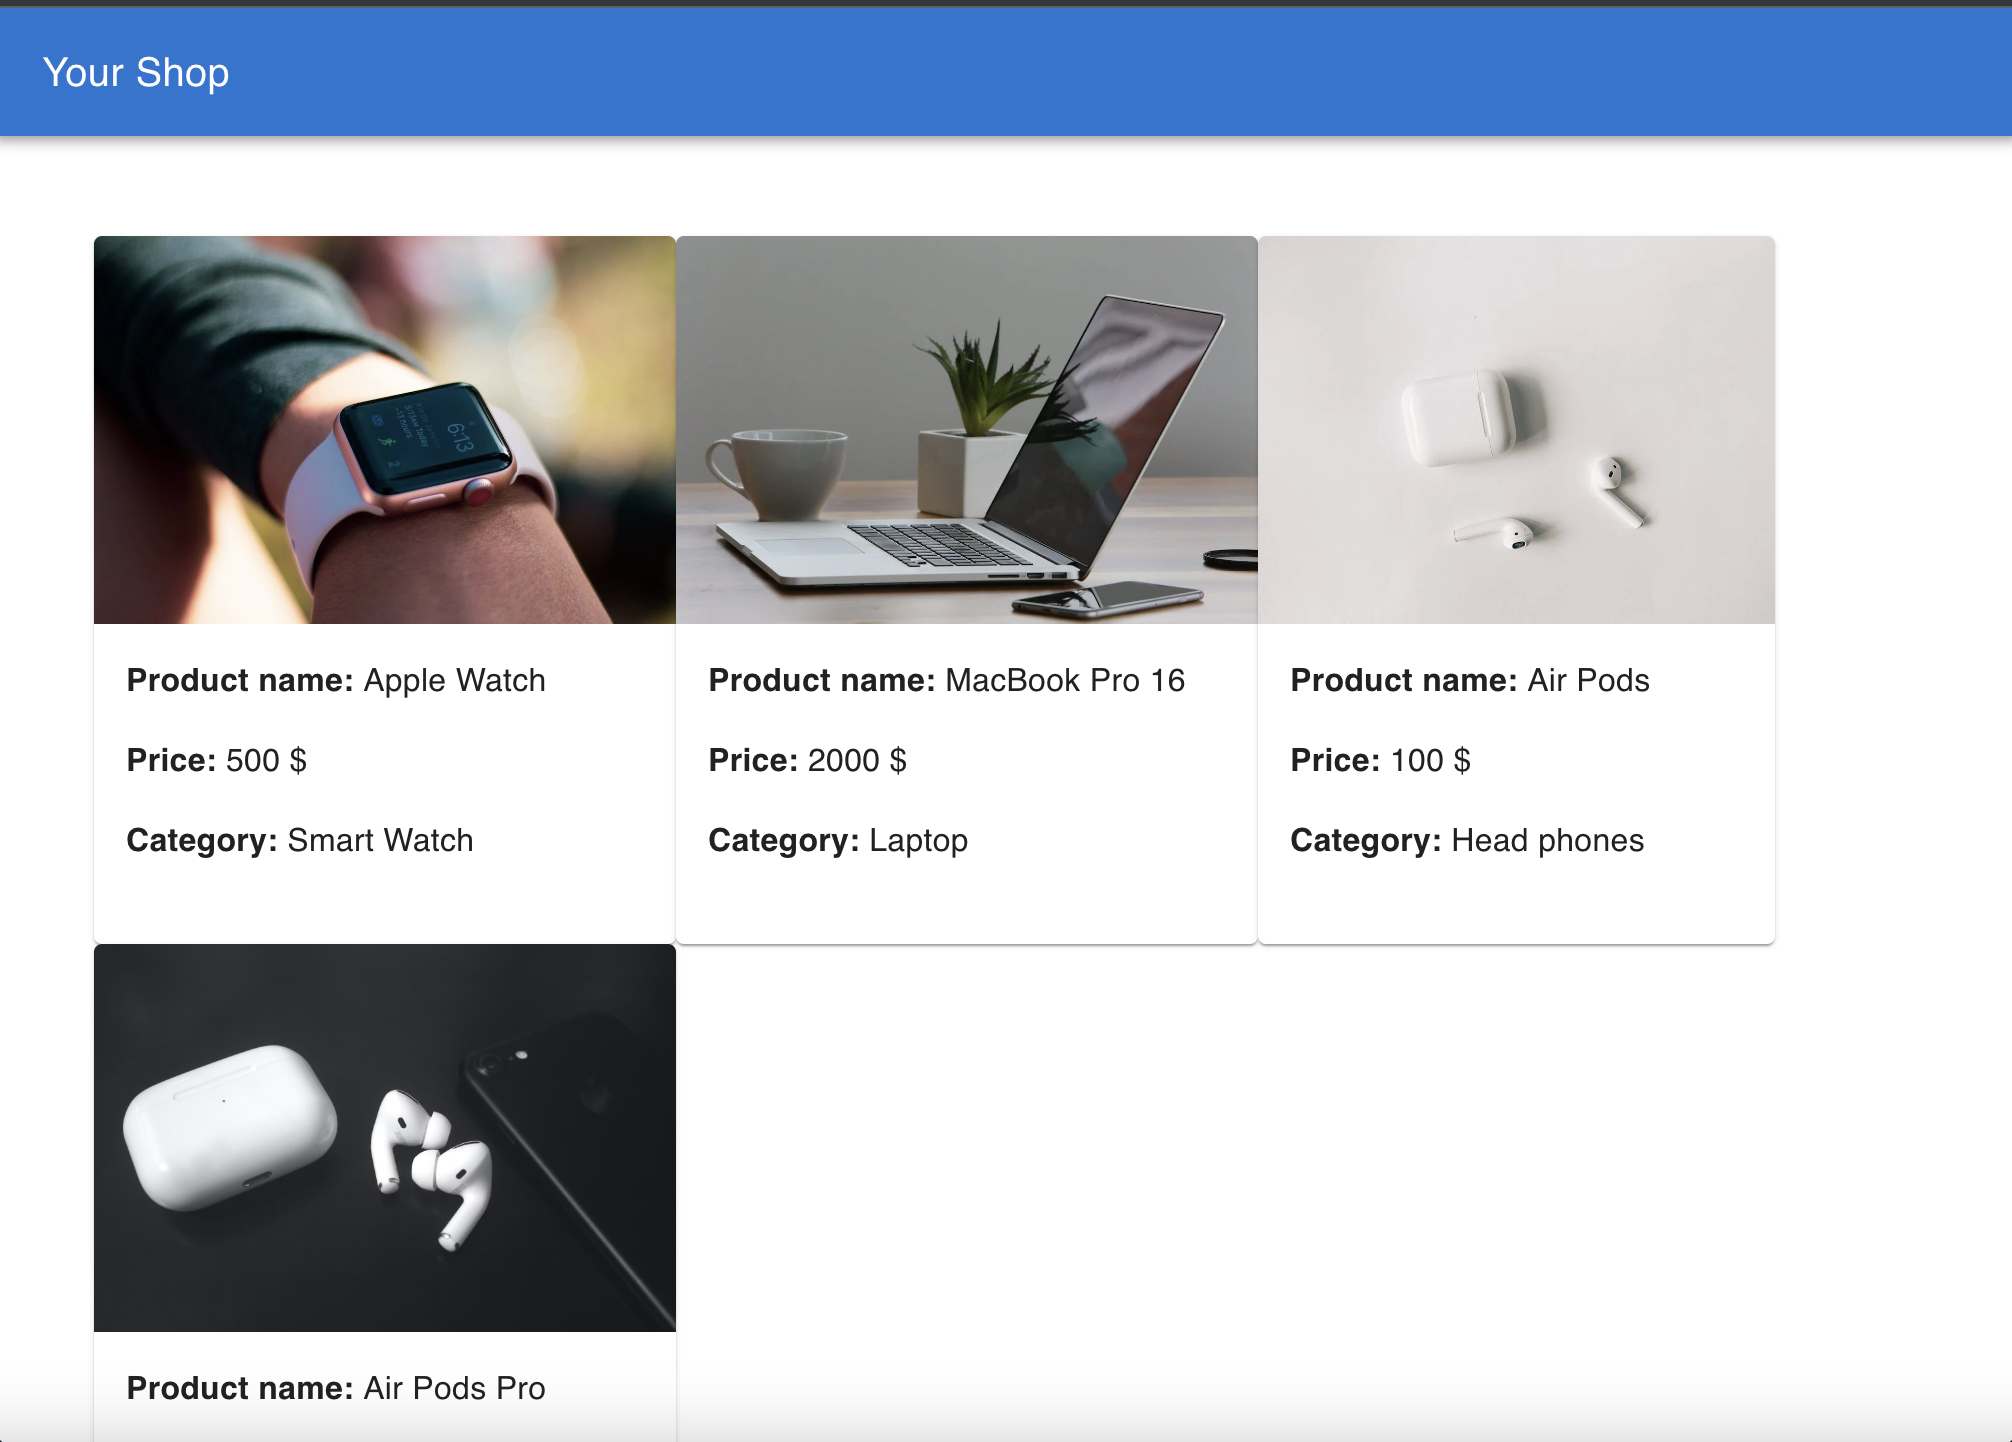 Your Shop
6:13
Product name: Apple Watch
Price: 500 $
Category: Smart Watch
Product name: MacBook Pro 16
Price: 2000 $
Category: Laptop
Product name: Air Pods
Price: 100 $
Category: Head phones
Product name: Air Pods Pro